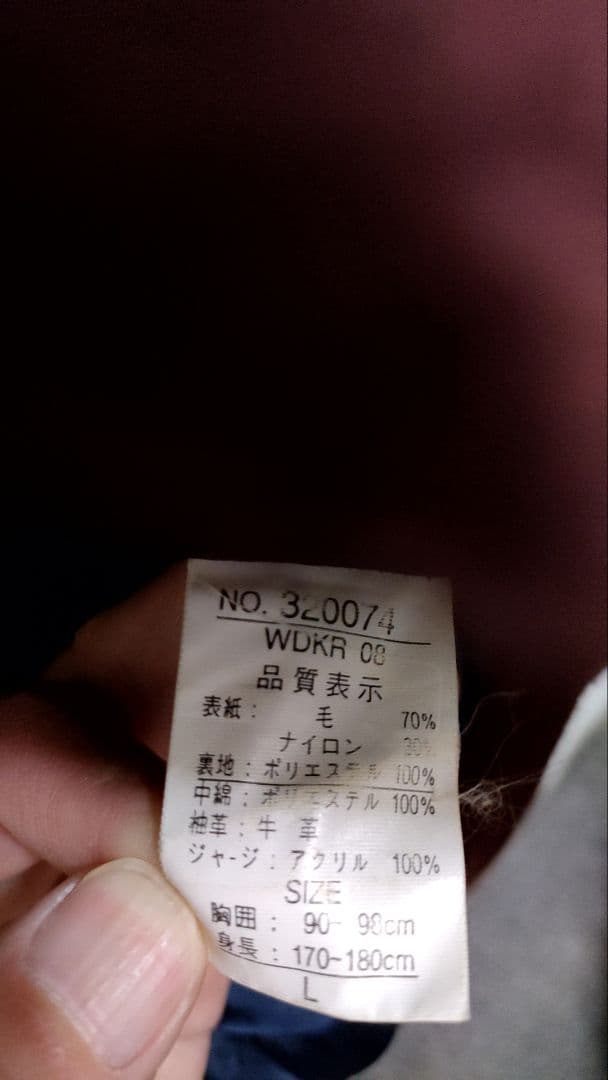 NO. 320074
WDKR 08
品質表示
表紙: 毛 70%
ナイロン 30%
裏地: ポリエステル 100%
中綿: ポリエステル 100%
袖革: 牛革
ジャージ: アクリル 100%
SIZE
胸囲: 90-98cm
身長: 170~180cm
L